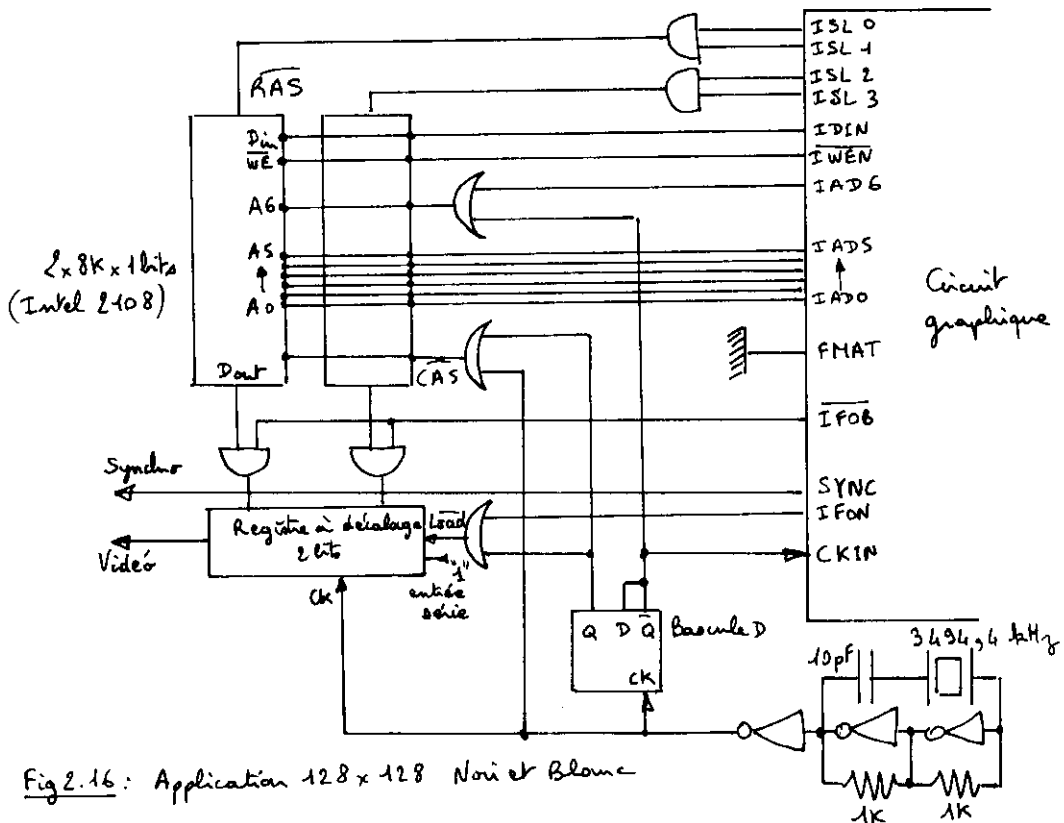 ISL 0
ISL 1
ISL 2
ISL 3
RAS
Din
WE
IDIN
IWEN
IAD6
A6
A5
A0
IAD5
IAD0
2x8K x 1 bits
(Intel 2108)
Circuit
graphique
FMAT
CAS
Dout
IFOB
Synchro
SYNC
IFON
CKIN
Registre à décalage
2 bits
Load
Vidéo
"1"
entrée
série
Ck
Q D Q Bascule D
CK
10pF
3494,4 kHz
1K 1K
Fig 2.16: Application 128 x 128 Noir et Blanc